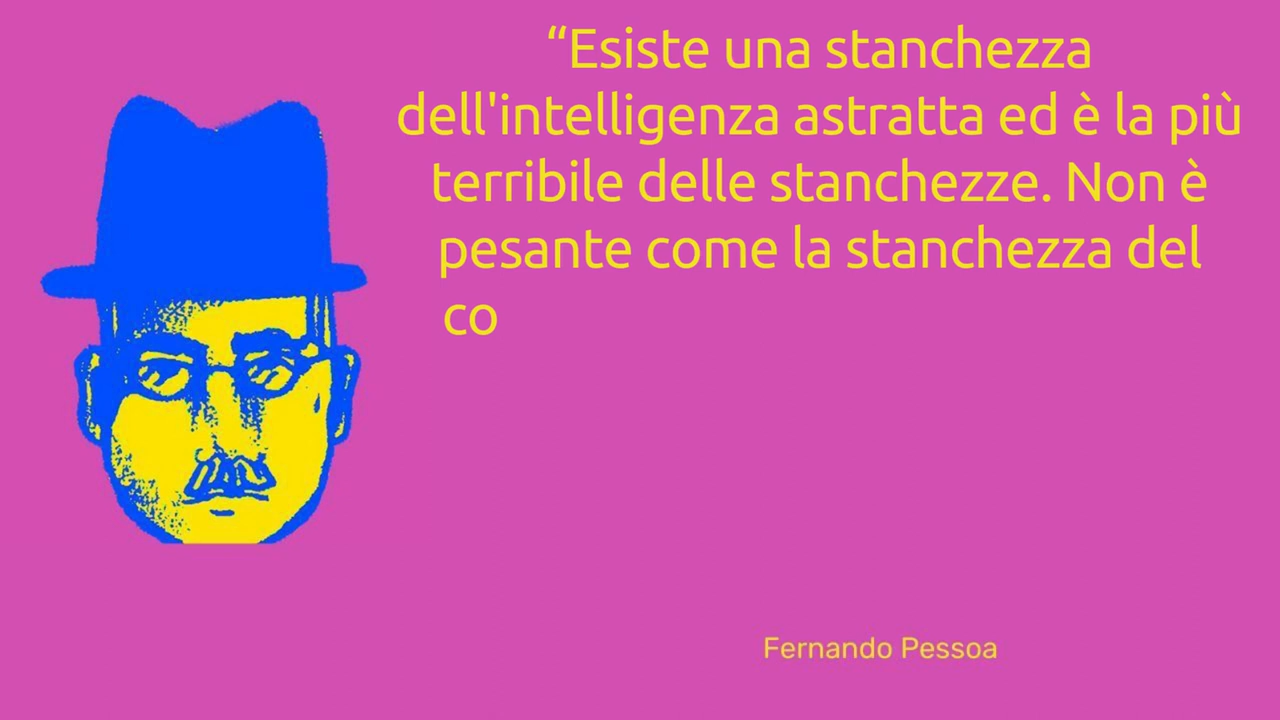 “Esiste una stanchezza
dell'intelligenza astratta ed è la più
terribile delle stanchezze. Non è
pesante come la stanchezza del
co
Fernando Pessoa